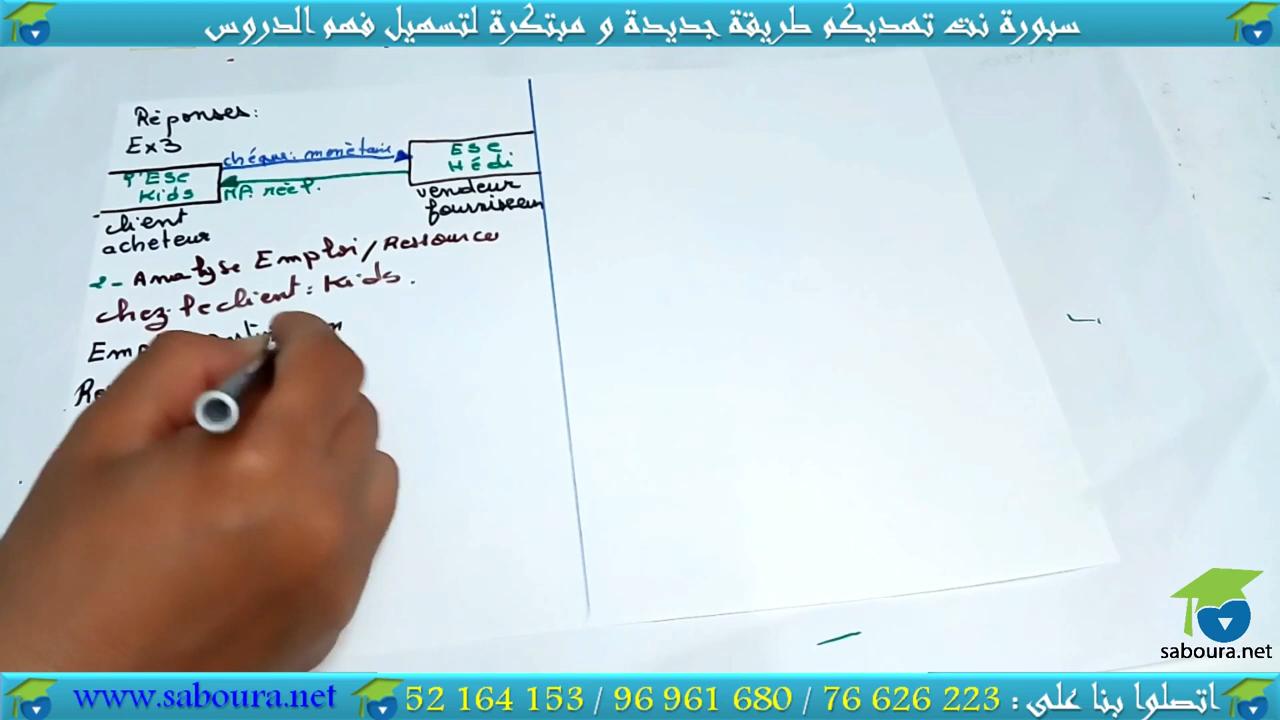 سبورة نت تهديكم طريقة جديدة و مبتكرة لتسهيل فهم الدروس
Réponses:
Ex3
chèque: monètaire
Ese
Hédi
l'Ese
Kids
MP. réel.
vendeur
fournisseur
client
acheteur
2- Analyse Emploi/Ressource
chez le client: Kids.
saboura.net
www.saboura.net
52 164 153 / 96 961 680 / 76 626 223 : اتصلوا بنا على